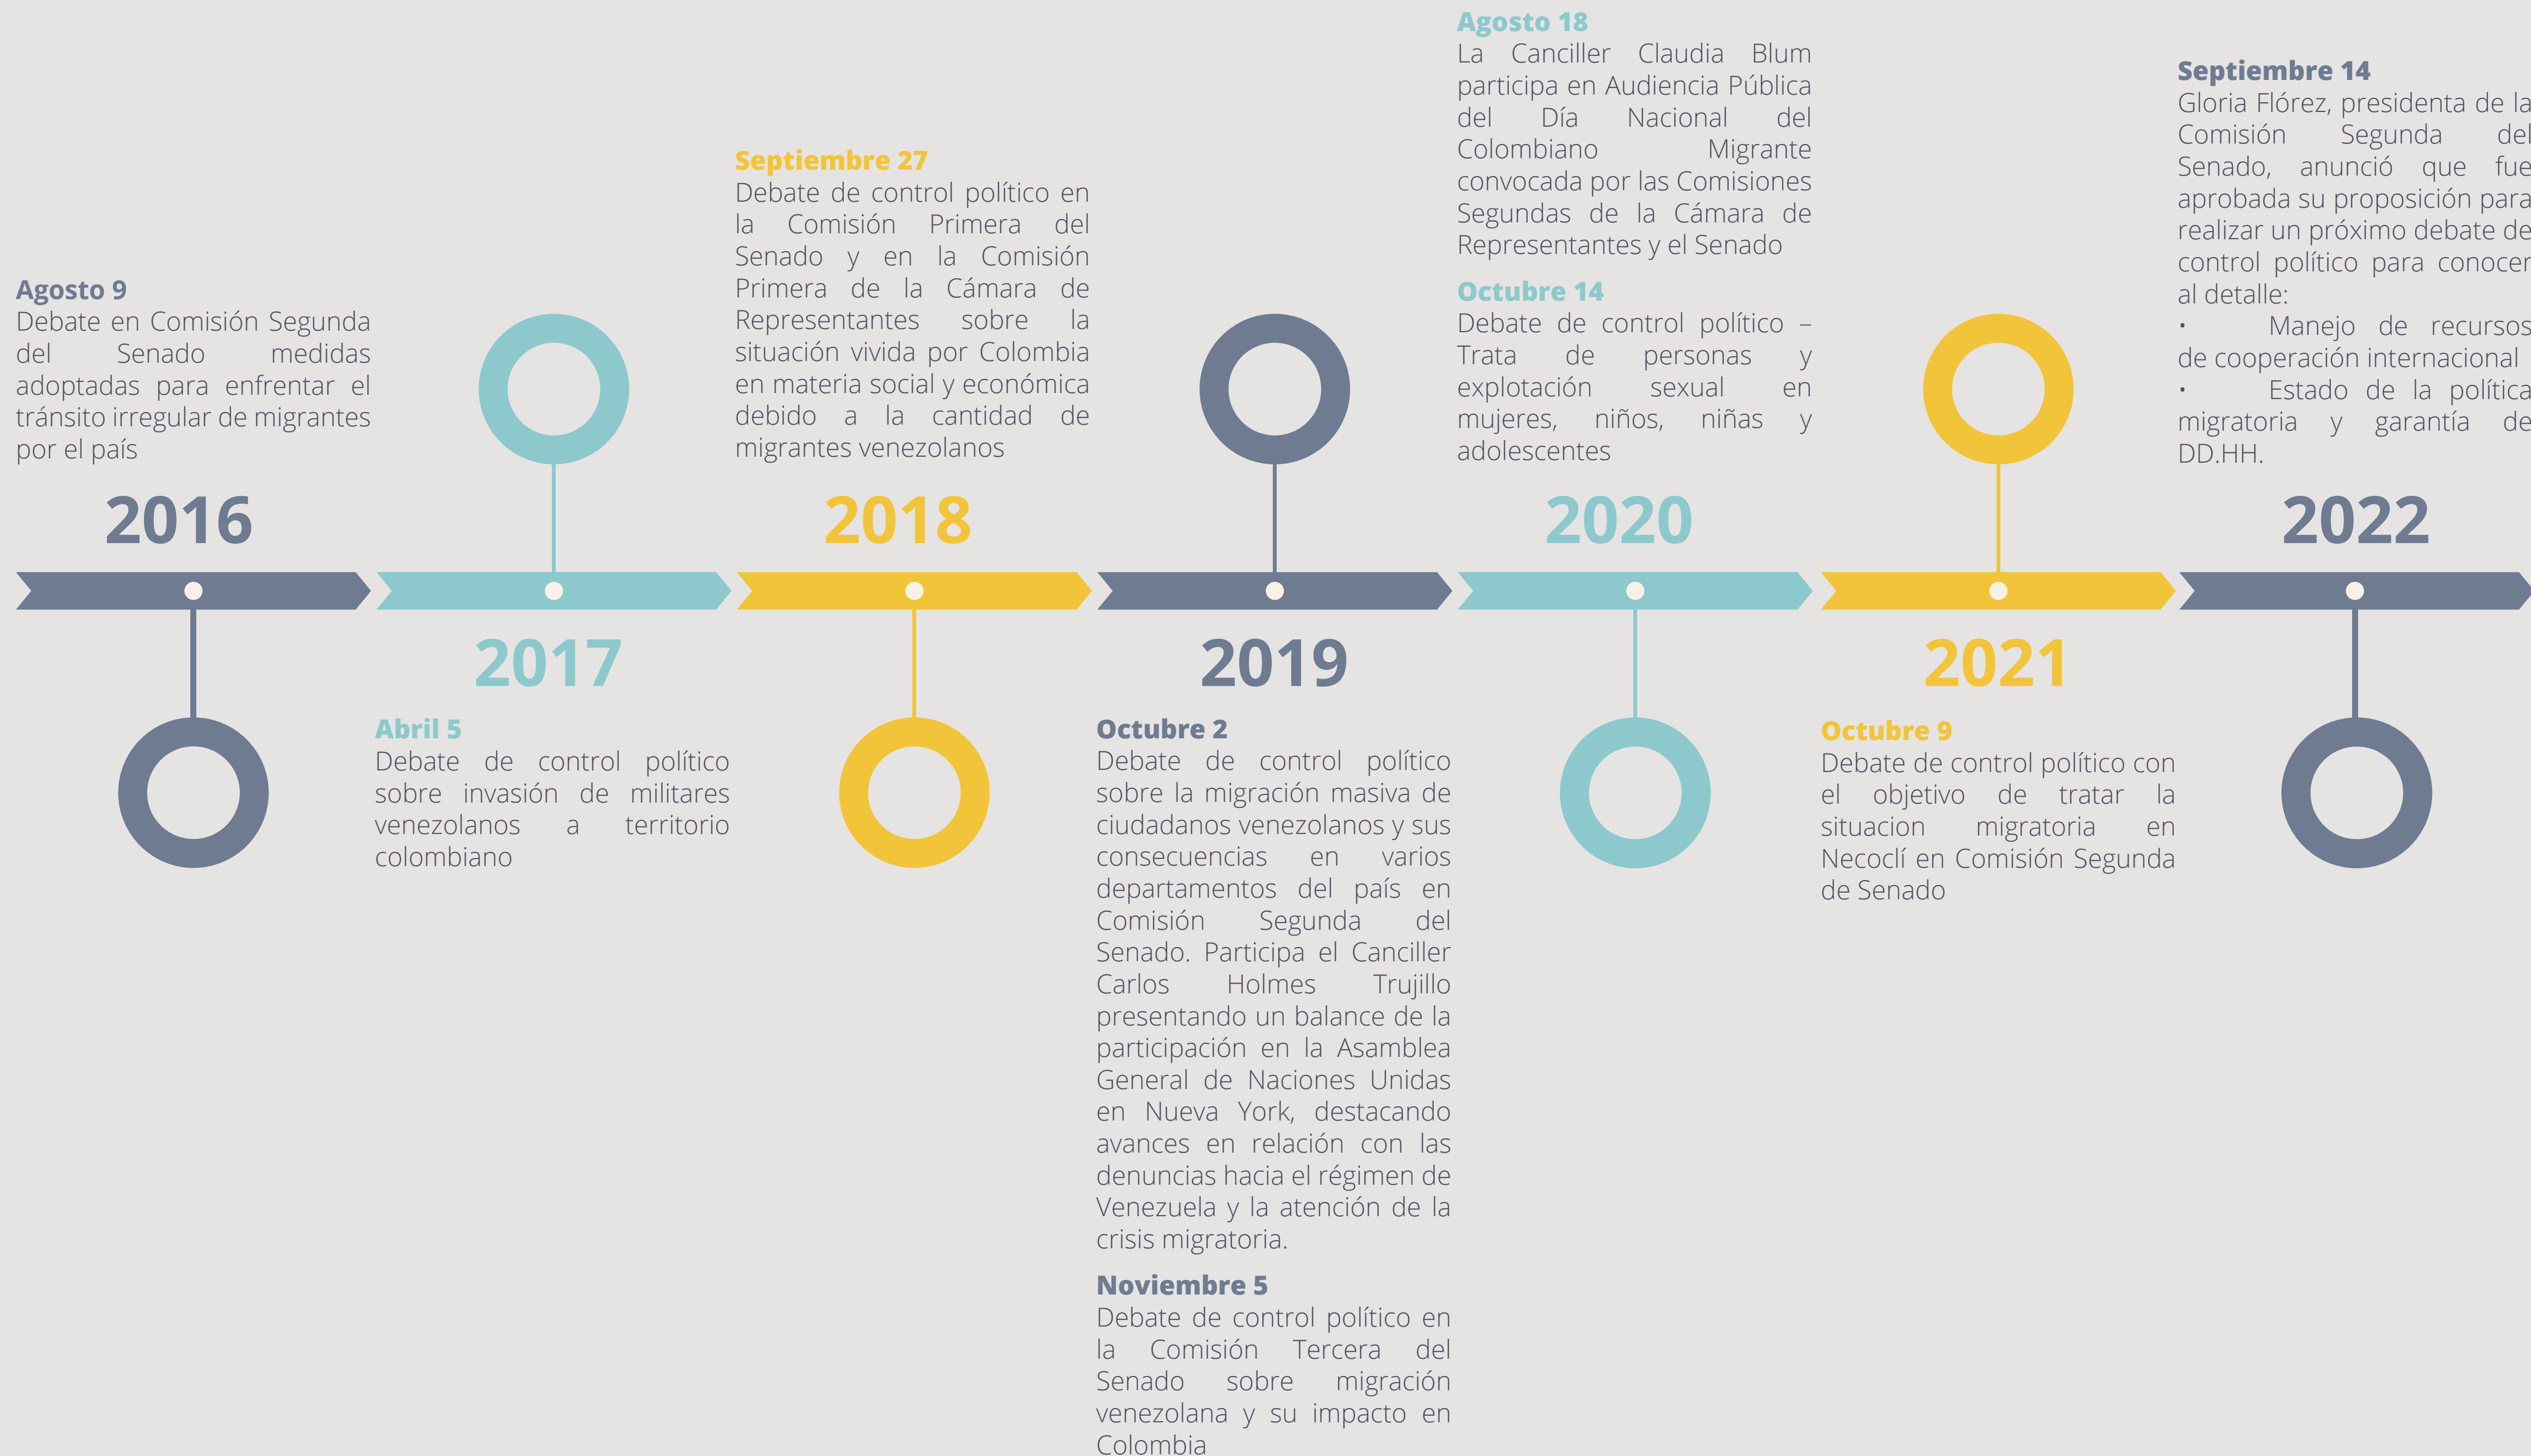 Agosto 9
Debate en Comisión Segunda
del Senado medidas
adoptadas para enfrentar el
tránsito irregular de migrantes
por el país
2016
2017
Abril 5
Debate de control político
sobre invasión de militares
venezolanos a territorio
colombiano
Septiembre 27
Debate de control político en
la Comisión Primera del
Senado y en la Comisión
Primera de la Cámara de
Representantes sobre la
situación vivida por Colombia
en materia social y económica
debido a la cantidad de
migrantes venezolanos
2018
2019
Octubre 2
Debate de control político
sobre la migración masiva de
ciudadanos venezolanos y sus
consecuencias en varios
departamentos del país en
Comisión Segunda del
Senado. Participa el Canciller
Carlos Holmes Trujillo
presentando un balance de la
participación en la Asamblea
General de Naciones Unidas
en Nueva York, destacando
avances en relación con las
denuncias hacia el régimen de
Venezuela y la atención de la
crisis migratoria.
Noviembre 5
Debate de control político en
la Comisión Tercera del
Senado sobre migración
venezolana y su impacto en
Colombia
Agosto 18
La Canciller Claudia Blum
participa en Audiencia Pública
del Día Nacional del
Colombiano Migrante
convocada por las Comisiones
Segundas de la Cámara de
Representantes y el Senado
Octubre 14
Debate de control político –
Trata de personas y
explotación sexual en
mujeres, niños, niñas y
adolescentes
2020
2021
Octubre 9
Debate de control político con
el objetivo de tratar la
situacion migratoria en
Necoclí en Comisión Segunda
de Senado
Septiembre 14
Gloria Flórez, presidenta de la
Comisión Segunda del
Senado, anunció que fue
aprobada su proposición para
realizar un próximo debate de
control político para conocer
al detalle:
• Manejo de recursos
de cooperación internacional
• Estado de la política
migratoria y garantía de
DD.HH.
2022